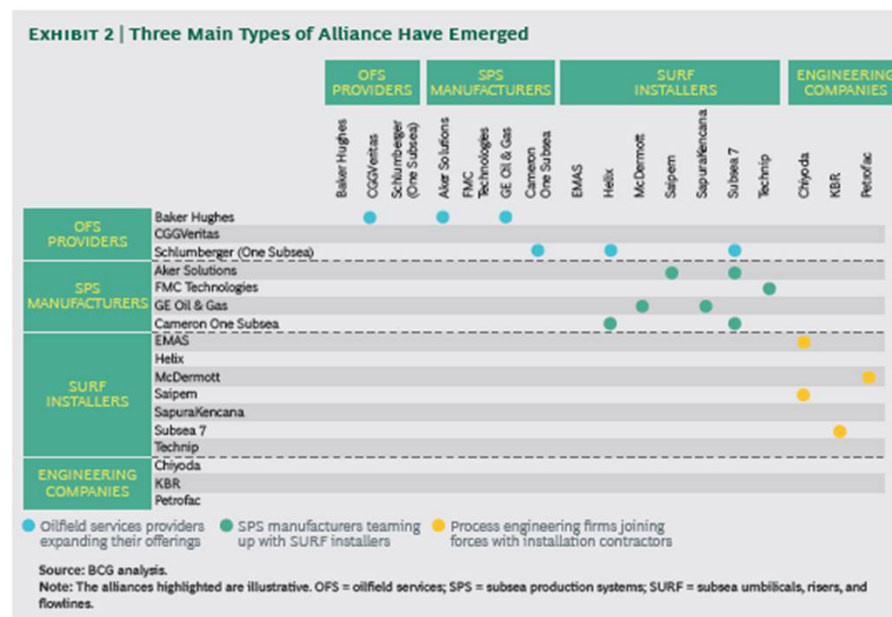 EXHIBIT 2 | Three Main Types of Alliance Have Emerged
OFS
PROVIDERS
SPS
MANUFACTURERS
SURF
INSTALLERS
ENGINEERING
COMPANIES
Baker Hughes
CGGVeritas
Schlumberger
(One Subsea)
Aker Solutions
FMC
Technologies
GE Oil & Gas
Cameron
One Subsea
EMAS
Helix
McDermott
Saipem
SapuraKencana
Subsea 7
Technip
Chiyoda
KBR
Petrofac
OFS
PROVIDERS
Baker Hughes
CGGVeritas
Schlumberger (One Subsea)
SPS
MANUFACTURERS
Aker Solutions
FMC Technologies
GE Oil & Gas
Cameron One Subsea
SURF
INSTALLERS
EMAS
Helix
McDermott
Saipem
SapuraKencana
Subsea 7
Technip
ENGINEERING
COMPANIES
Chiyoda
KBR
Petrofac
Oilfield services providers
expanding their offerings
SPS manufacturers teaming
up with SURF installers
Process engineering firms joining
forces with installation contractors
Source: BCG analysis.
Note: The alliances highlighted are illustrative. OFS = oilfield services; SPS = subsea production systems; SURF = subsea umbilicals, risers, and
flowlines.